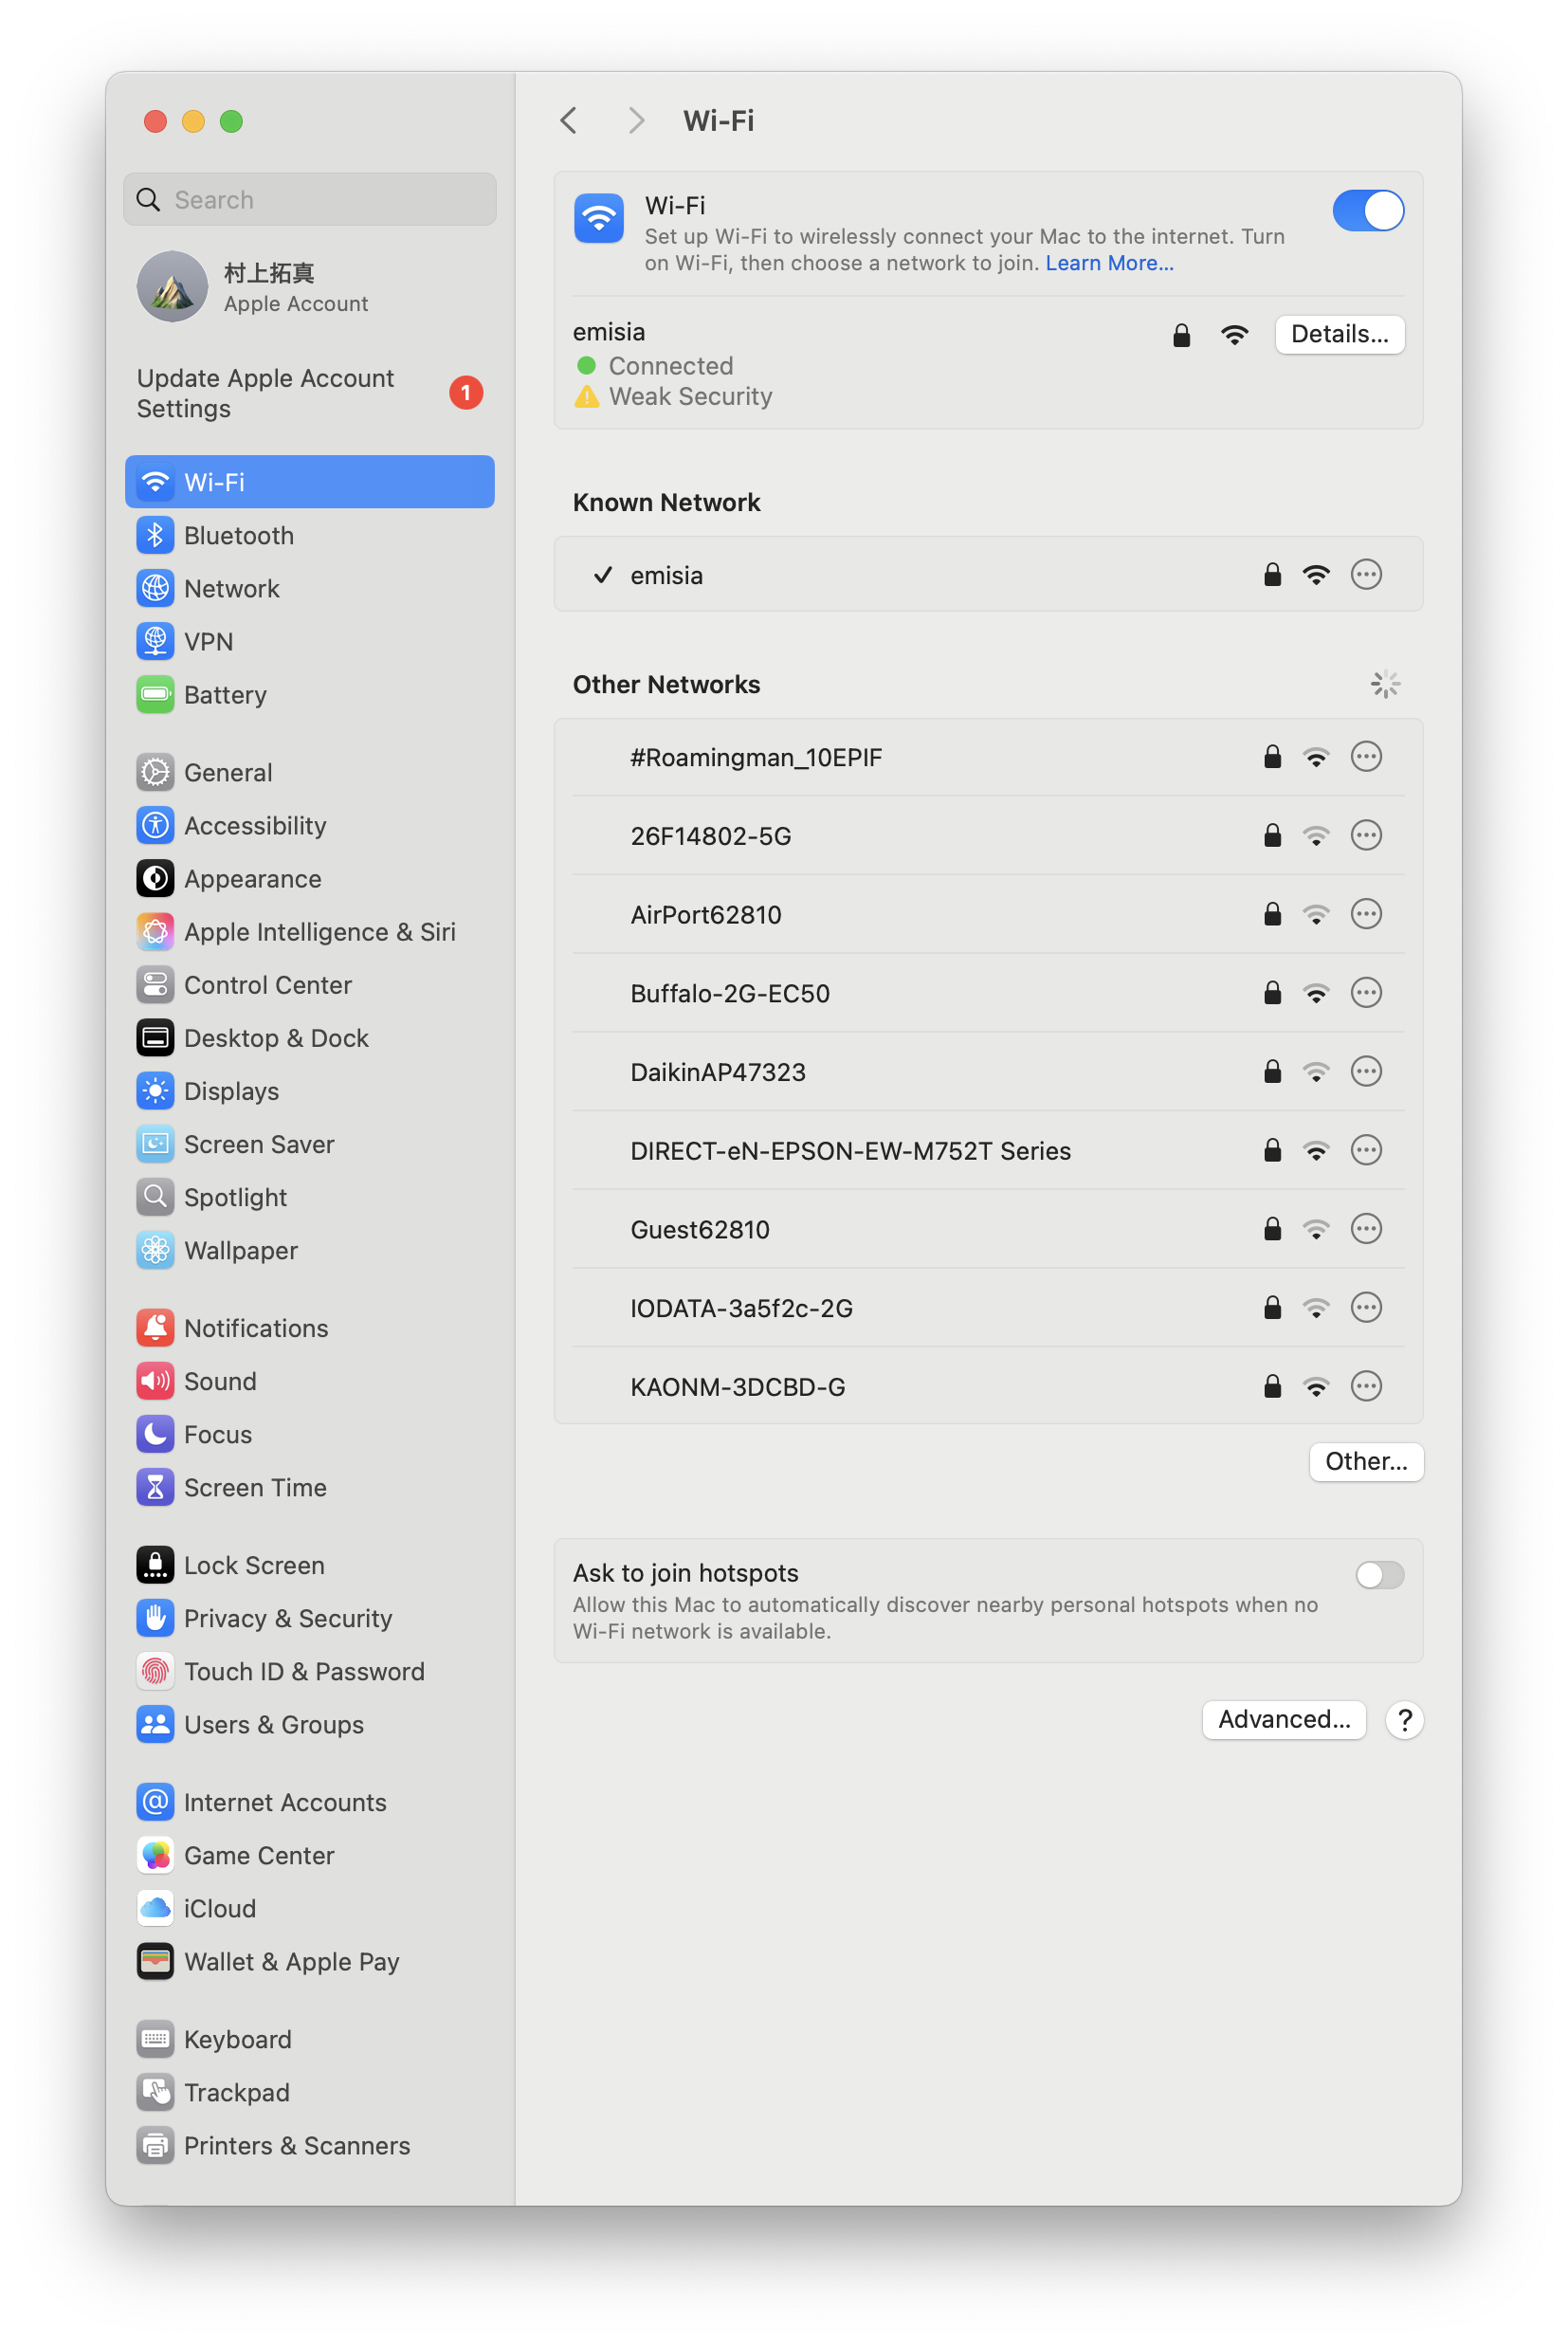 Search
村上拓真
Apple Account
Update Apple Account
Settings
1
Wi-Fi
Bluetooth
Network
VPN
Battery
General
Accessibility
Appearance
Apple Intelligence & Siri
Control Center
Desktop & Dock
Displays
Screen Saver
Spotlight
Wallpaper
Notifications
Sound
Focus
Screen Time
Lock Screen
Privacy & Security
Touch ID & Password
Users & Groups
Internet Accounts
Game Center
iCloud
Wallet & Apple Pay
Keyboard
Trackpad
Printers & Scanners
Wi-Fi
Wi-Fi
Set up Wi-Fi to wirelessly connect your Mac to the internet. Turn
on Wi-Fi, then choose a network to join. Learn More...
emisia
Details...
Connected
Weak Security
Known Network
emisia
Other Networks
#Roamingman_10EPIF
26F14802-5G
AirPort62810
Buffalo-2G-EC50
DaikinAP47323
DIRECT-eN-EPSON-EW-M752T Series
Guest62810
IODATA-3a5f2c-2G
KAONM-3DCBD-G
Other...
Ask to join hotspots
Allow this Mac to automatically discover nearby personal hotspots when no
Wi-Fi network is available.
Advanced...
?